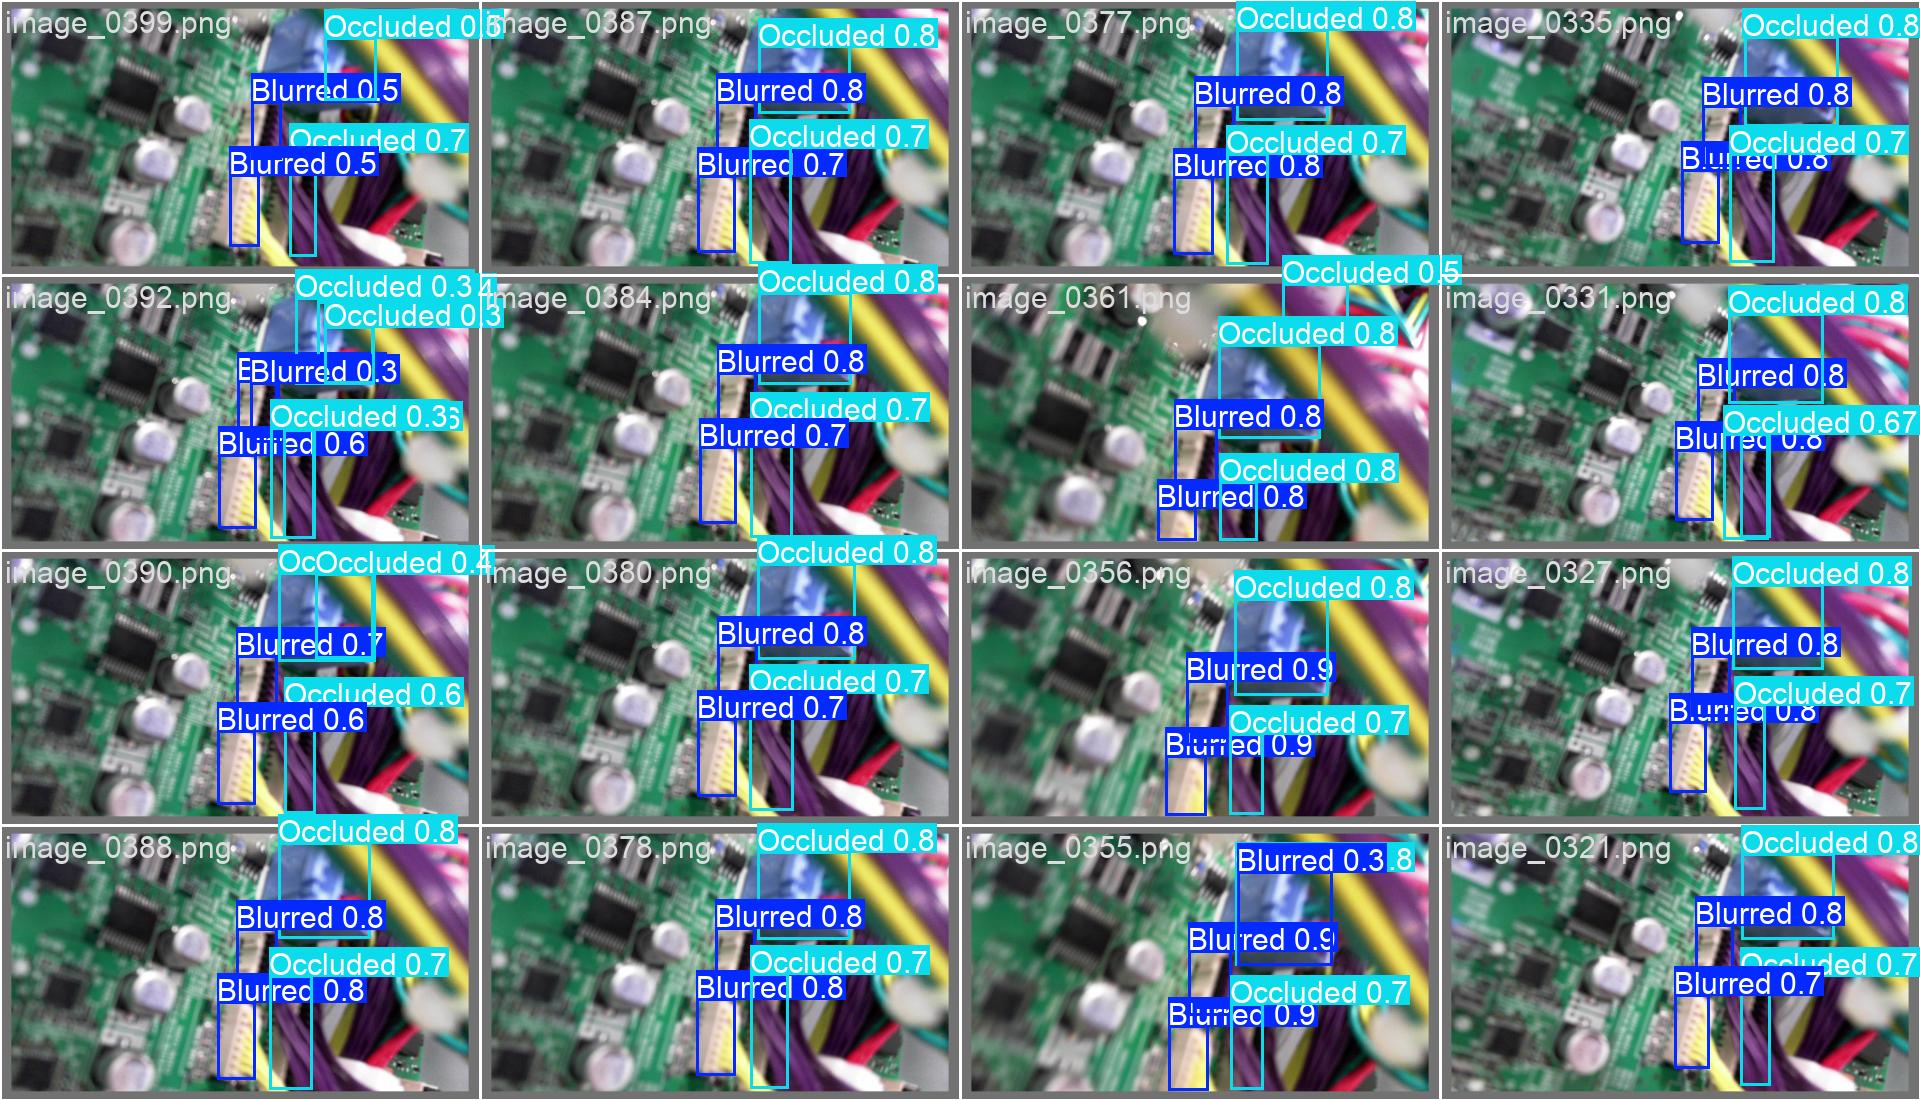 image_0399.png
Occluded 0.5
Blurred 0.5
Occluded 0.7
Blurred 0.5
image_0387.png
Occluded 0.8
Blurred 0.8
Occluded 0.7
Blurred 0.7
image_0377.png
Occluded 0.8
Blurred 0.8
Occluded 0.7
Blurred 0.8
image_0335.png
Occluded 0.8
Blurred 0.8
Occluded 0.7
Blurred 0.8
image_0392.png
Occluded 0.3
Occluded 0.3
Blurred 0.3
Occluded 0.3
Blurred 0.6
image_0384.png
Occluded 0.8
Blurred 0.8
Occluded 0.7
Blurred 0.7
image_0361.png
Occluded 0.5
Occluded 0.8
Blurred 0.8
Occluded 0.8
Blurred 0.8
image_0331.png
Occluded 0.8
Blurred 0.8
Occluded 0.67
Blurred 0.8
image_0390.png
Occluded 0.4
Blurred 0.7
Occluded 0.6
Blurred 0.6
image_0380.png
Occluded 0.8
Blurred 0.8
Occluded 0.7
Blurred 0.7
image_0356.png
Occluded 0.8
Blurred 0.9
Occluded 0.7
Blurred 0.9
image_0327.png
Occluded 0.8
Blurred 0.8
Occluded 0.7
Blurred 0.8
image_0388.png
Occluded 0.8
Blurred 0.8
Occluded 0.7
Blurred 0.8
image_0378.png
Occluded 0.8
Blurred 0.8
Occluded 0.7
Blurred 0.8
image_0355.png
Blurred 0.3
Blurred 0.9
Occluded 0.7
Blurred 0.9
image_0321.png
Occluded 0.8
Blurred 0.8
Occluded 0.7
Blurred 0.7